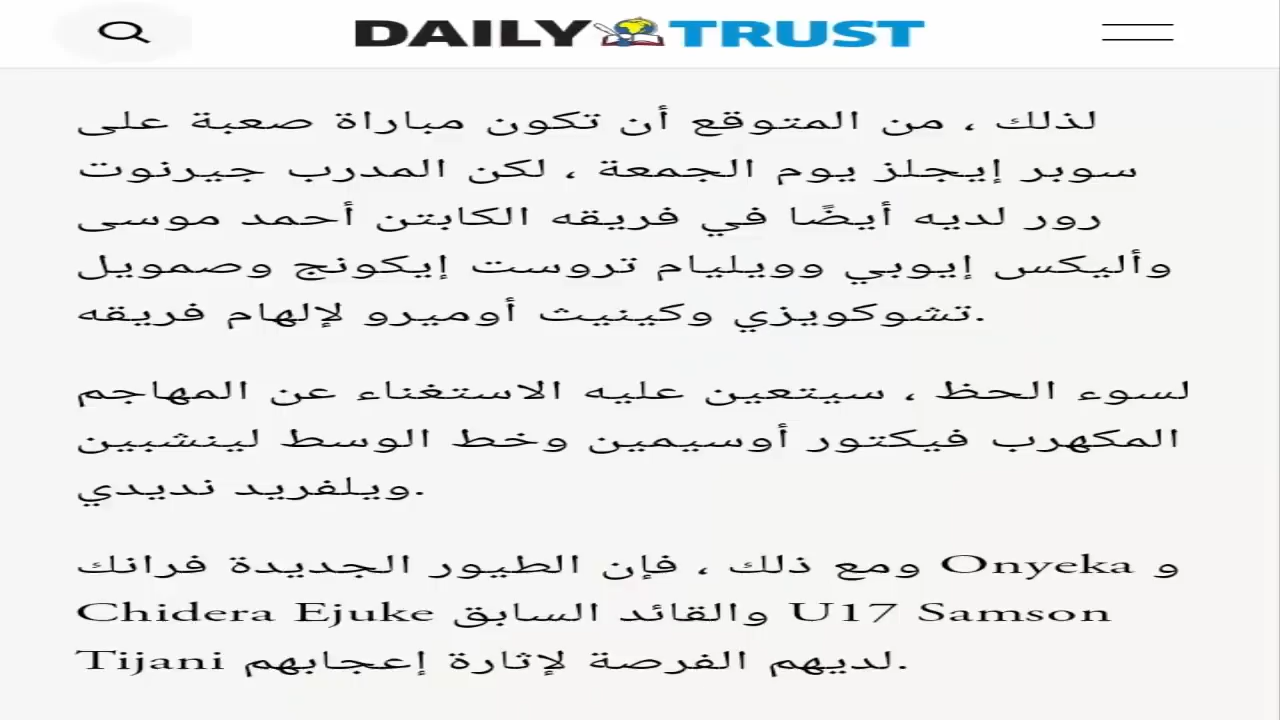 DAILY TRUST
لذلك ، من المتوقع أن تكون مباراة صعبة على
سوبر إيجلز يوم الجمعة ، لكن المدرب جيرنوت
رور لديه أيضًا في فريقه الكابتن أحمد موسى
وأليكس إيوبي وويليام تروست إيكونج وصمويل
تشوكويزي وكينيث أوميرو لإلهام فريقه.
لسوء الحظ ، سيتعين عليه الاستغناء عن المهاجم
المكهرب فيكتور أوسيمين وخط الوسط لينشبين
ويلفريد نديدي.
ومع ذلك ، فإن الطيور الجديدة فرانك Onyeka و
Chidera Ejuke والقائد السابق U17 Samson
Tijani لديهم الفرصة لإثارة إعجابهم.